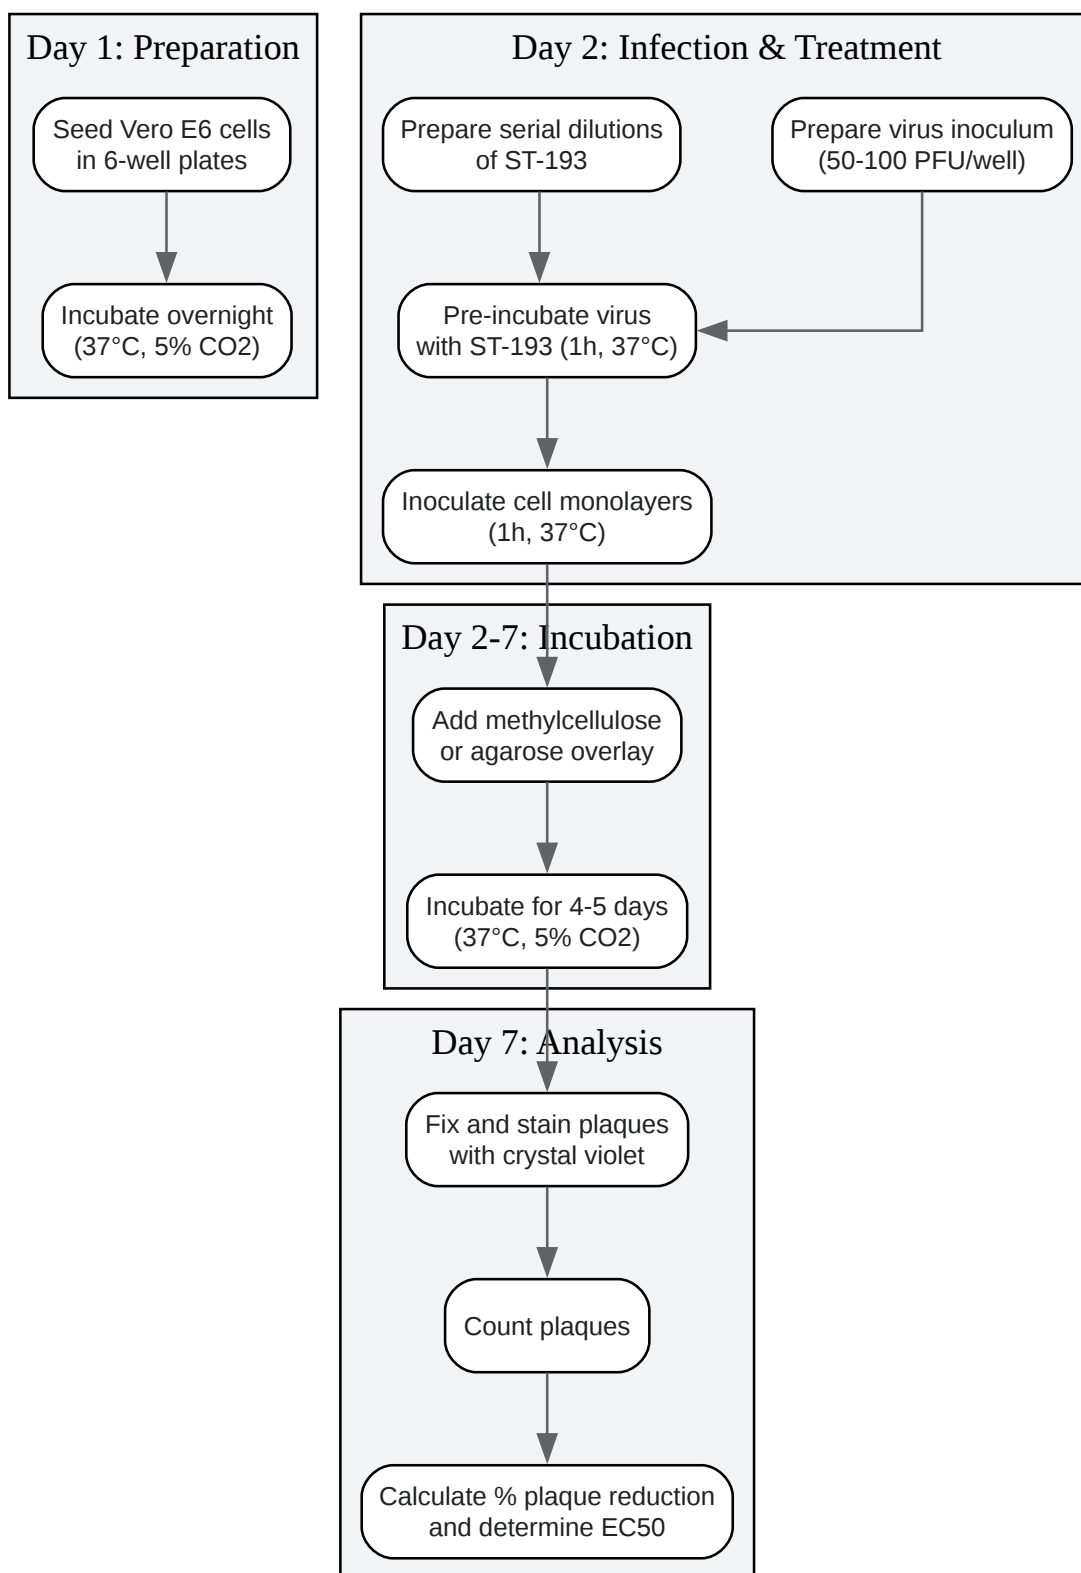 Day 1: Preparation
Seed Vero E6 cells
in 6-well plates
Incubate overnight
(37°C, 5% CO2)
Day 2: Infection & Treatment
Prepare serial dilutions
of ST-193
Prepare virus inoculum
(50-100 PFU/well)
Pre-incubate virus
with ST-193 (1h, 37°C)
Inoculate cell monolayers
(1h, 37°C)
Day 2-7: Incubation
Add methylcellulose
or agarose overlay
Incubate for 4-5 days
(37°C, 5% CO2)
Day 7: Analysis
Fix and stain plaques
with crystal violet
Count plaques
Calculate % plaque reduction
and determine EC50